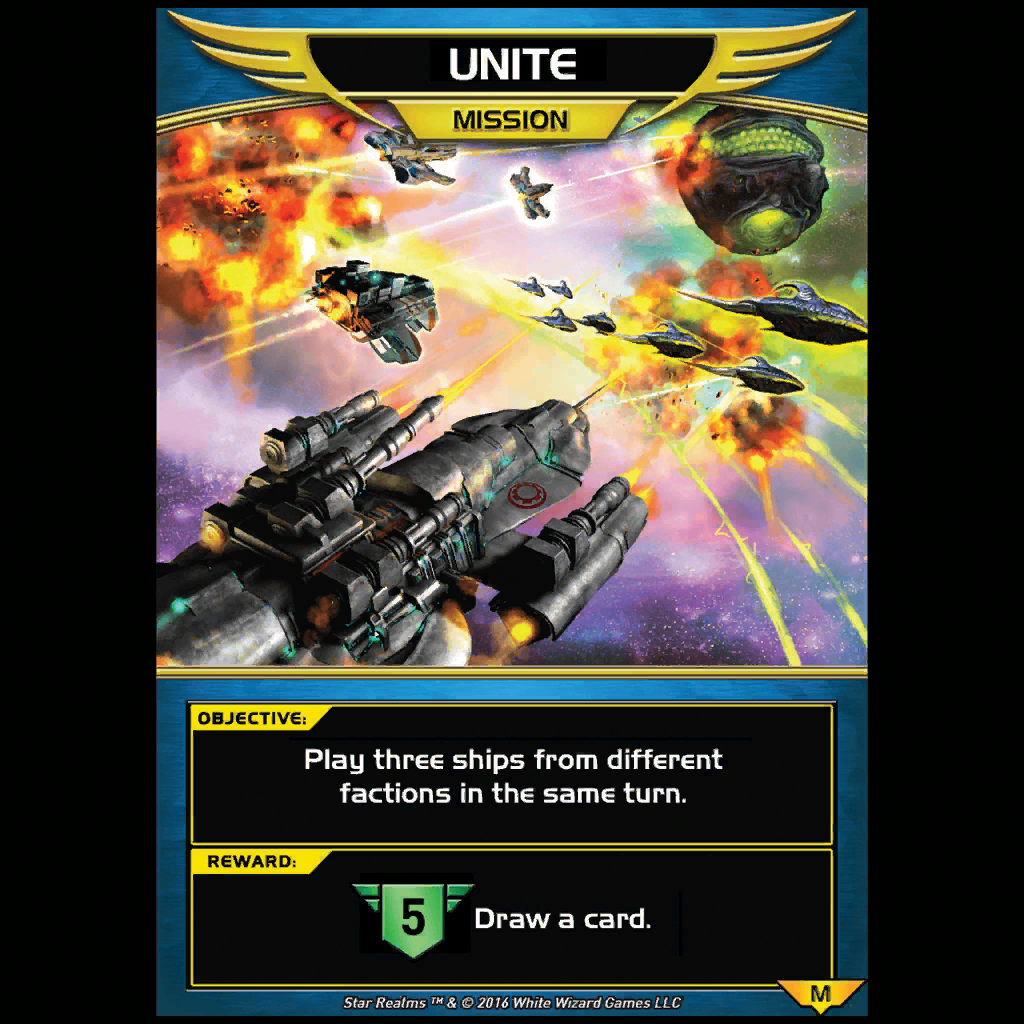 UNITE
MISSION
OBJECTIVE:
Play three ships from different
factions in the same turn.
REWARD:
5 Draw a card.
M
Star Realms ™ & © 2016 White Wizard Games LLC